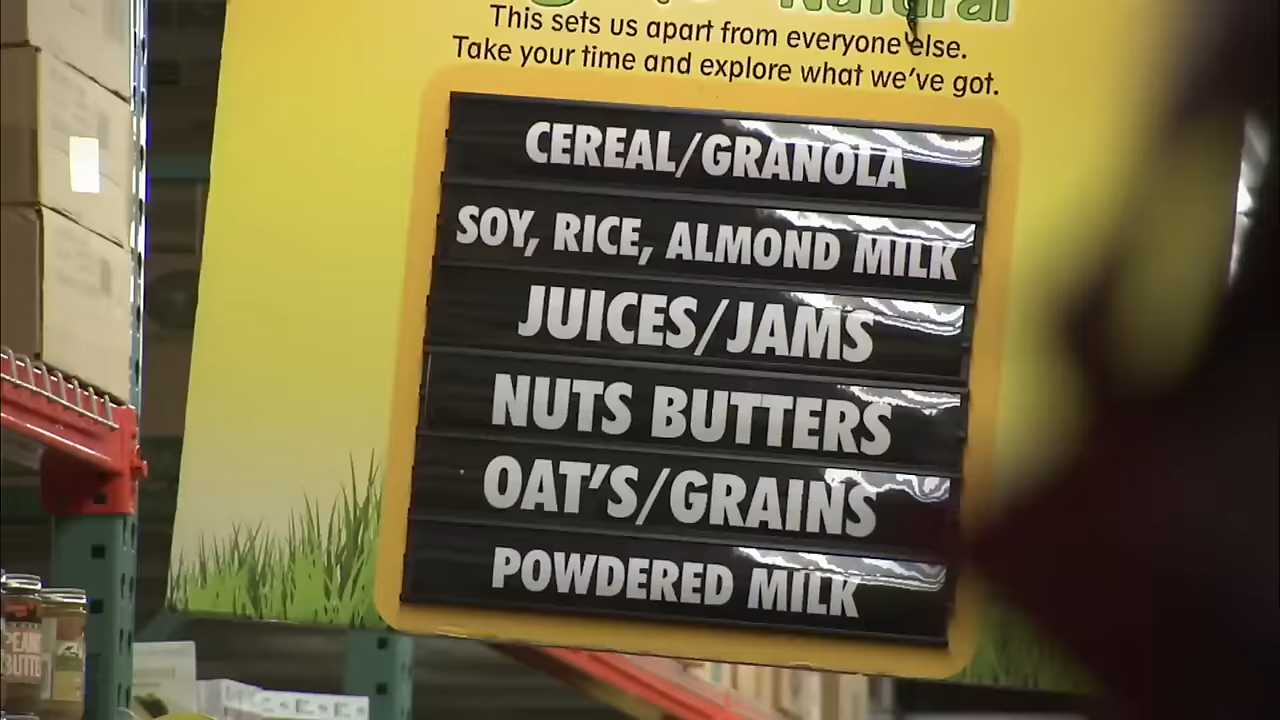 Natural
This sets us apart from everyone else.
Take your time and explore what we've got.
CEREAL/GRANOLA
SOY, RICE, ALMOND MILK
JUICES/JAMS
NUTS BUTTERS
OAT'S/GRAINS
POWDERED MILK